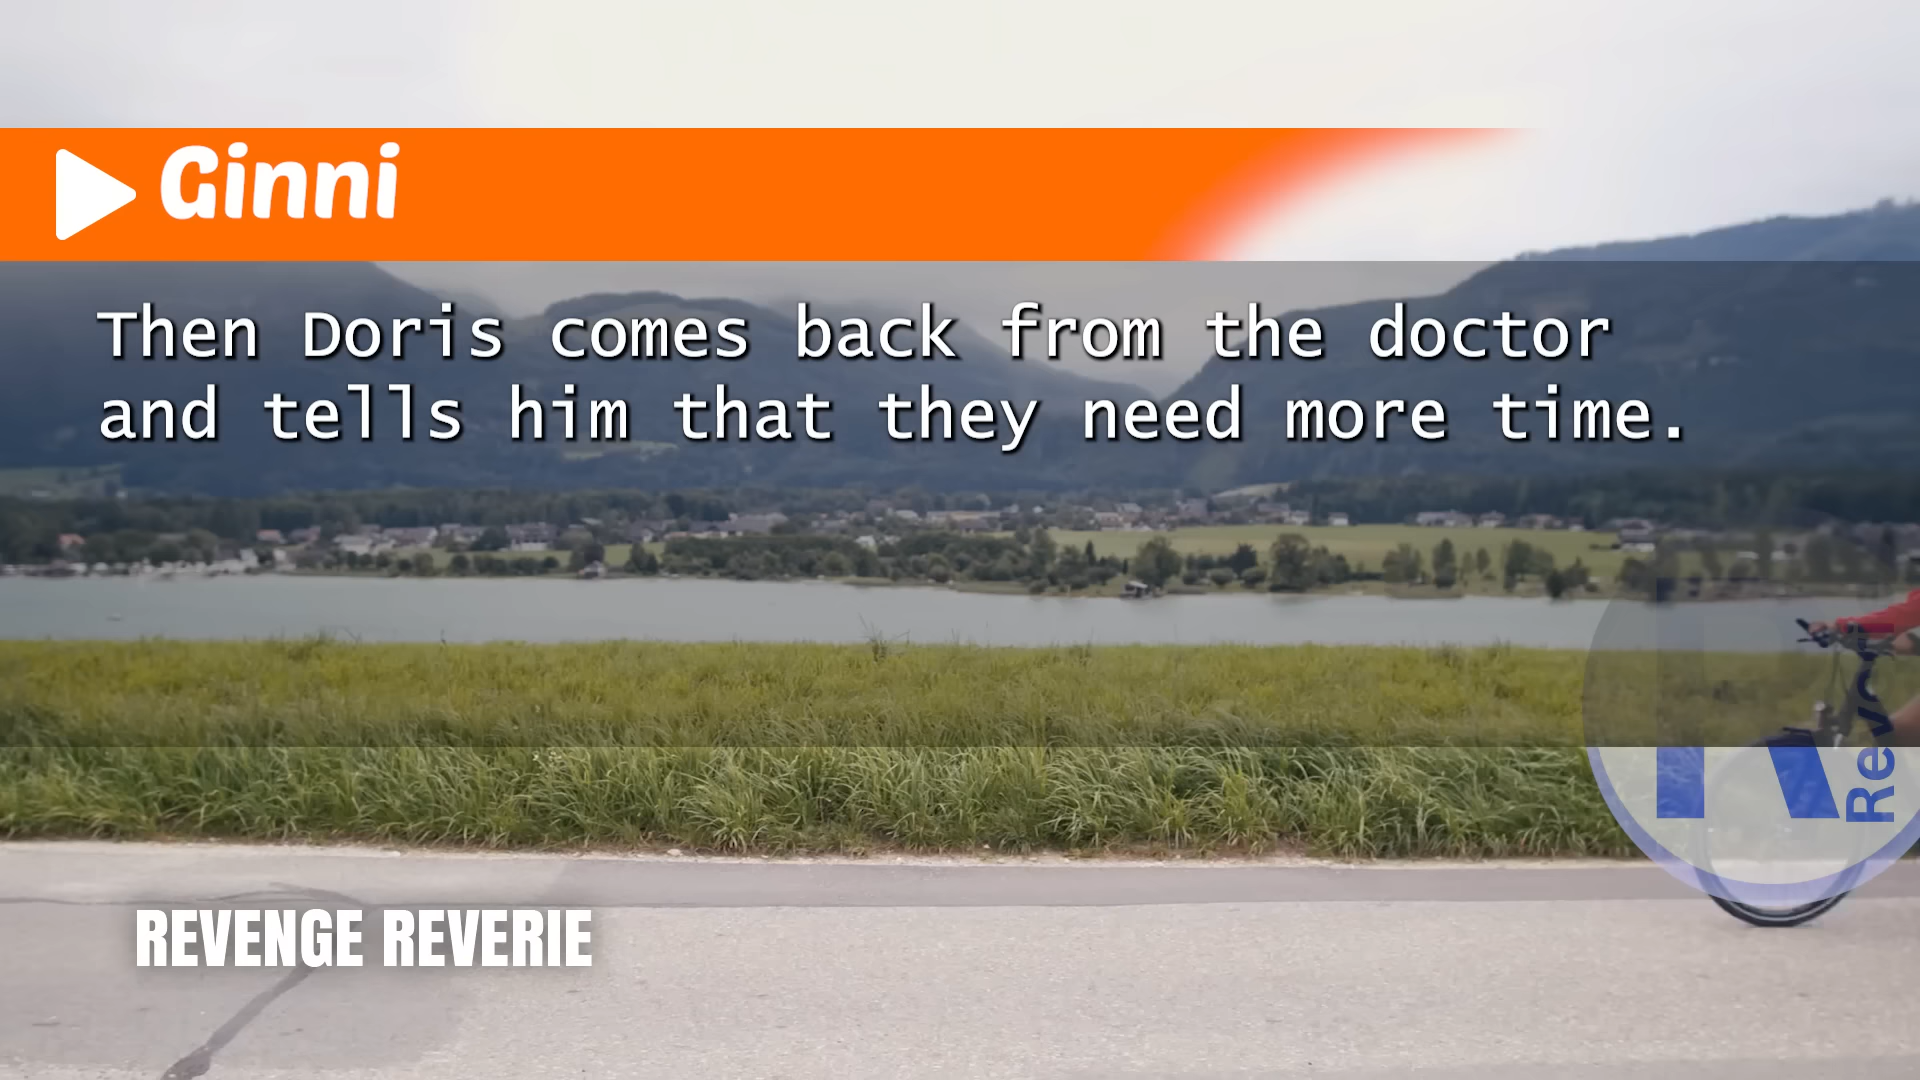 Ginni
Then Doris comes back from the doctor
and tells him that they need more time.
R
REVENGE REVERIE